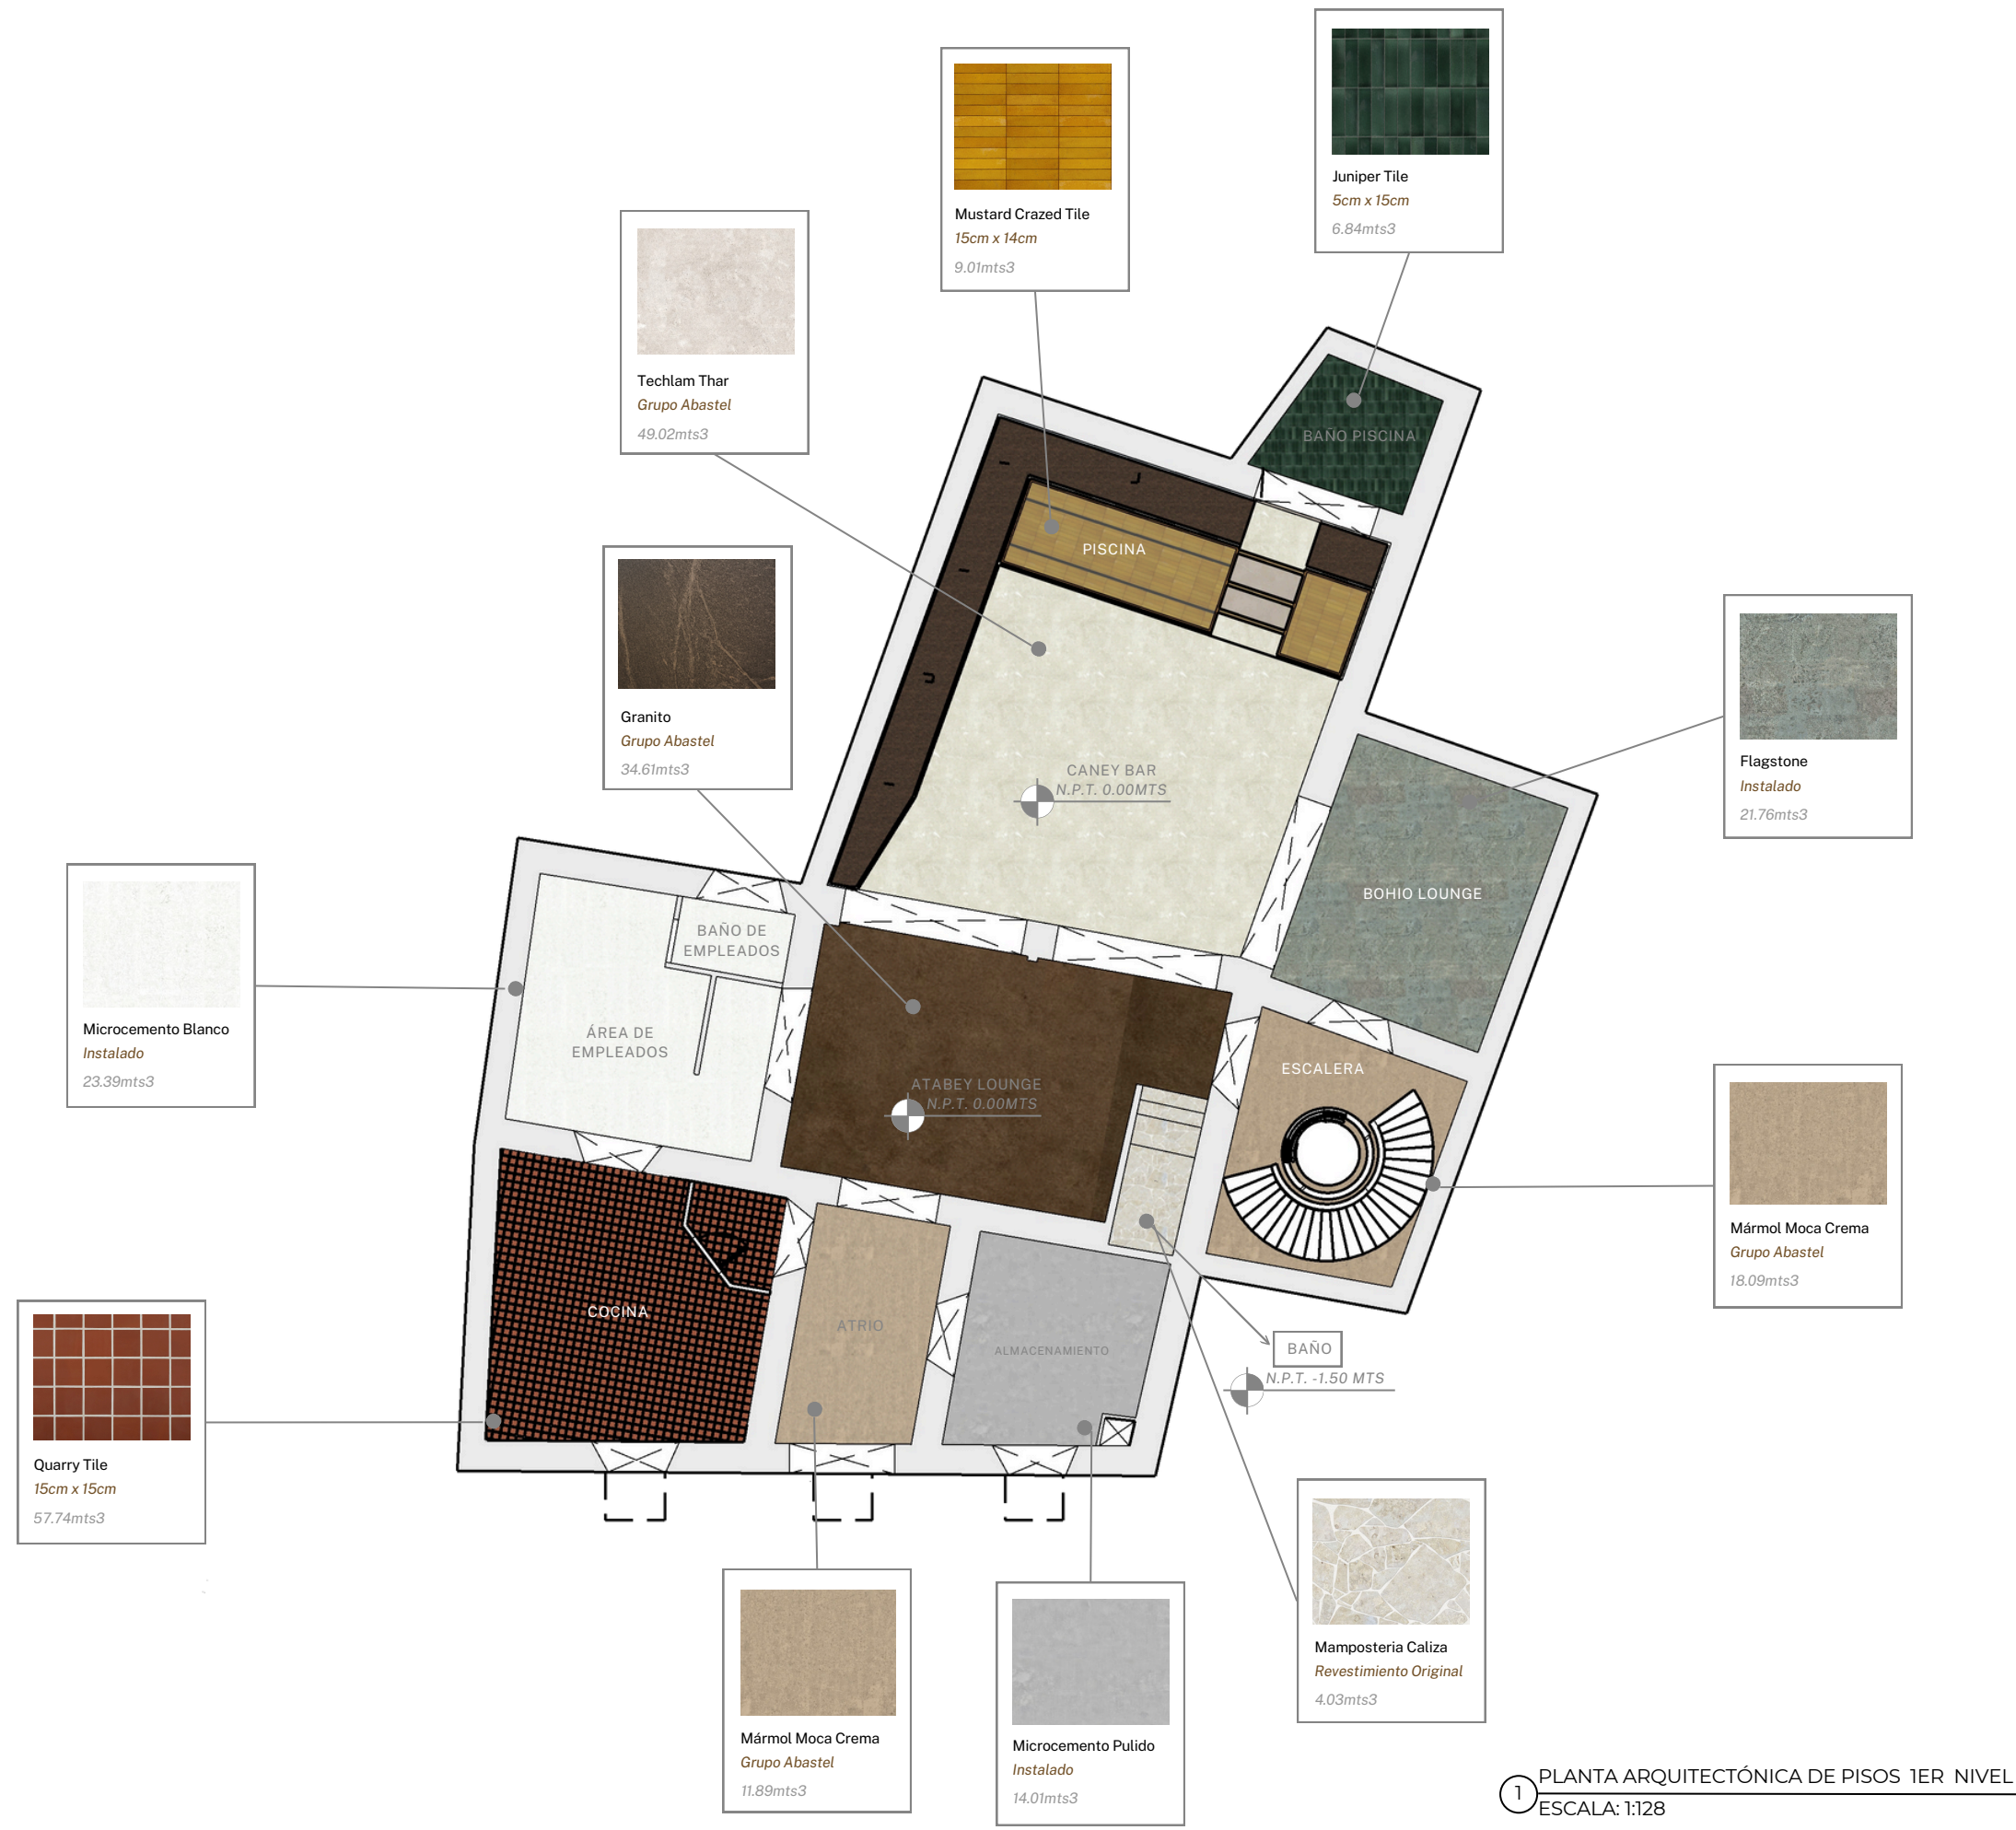 Juniper Tile
5cm x 15cm
6.84mts3
Mustard Crazed Tile
15cm x 14cm
9.01mts3
Techlam Thar
Grupo Abastel
49.02mts3
BAÑO PISCINA
PISCINA
Granito
Grupo Abastel
34.61mts3
Flagstone
Instalado
21.76mts3
CANEY BAR
N.P.T. 0.00MTS
BOHIO LOUNGE
Microcemento Blanco
Instalado
23.39mts3
BAÑO DE
EMPLEADOS
ÁREA DE
EMPLEADOS
ATABEY LOUNGE
N.P.T. 0.00MTS
ESCALERA
Mármol Moca Crema
Grupo Abastel
18.09mts3
COCINA
ATRIO
ALMACENAMIENTO
BAÑO
N.P.T. -1.50 MTS
Quarry Tile
15cm x 15cm
57.74mts3
Mármol Moca Crema
Grupo Abastel
11.89mts3
Microcemento Pulido
Instalado
14.01mts3
Mamposteria Caliza
Revestimiento Original
4.03mts3
1
PLANTA ARQUITECTÓNICA DE PISOS 1ER NIVEL
ESCALA: 1:128